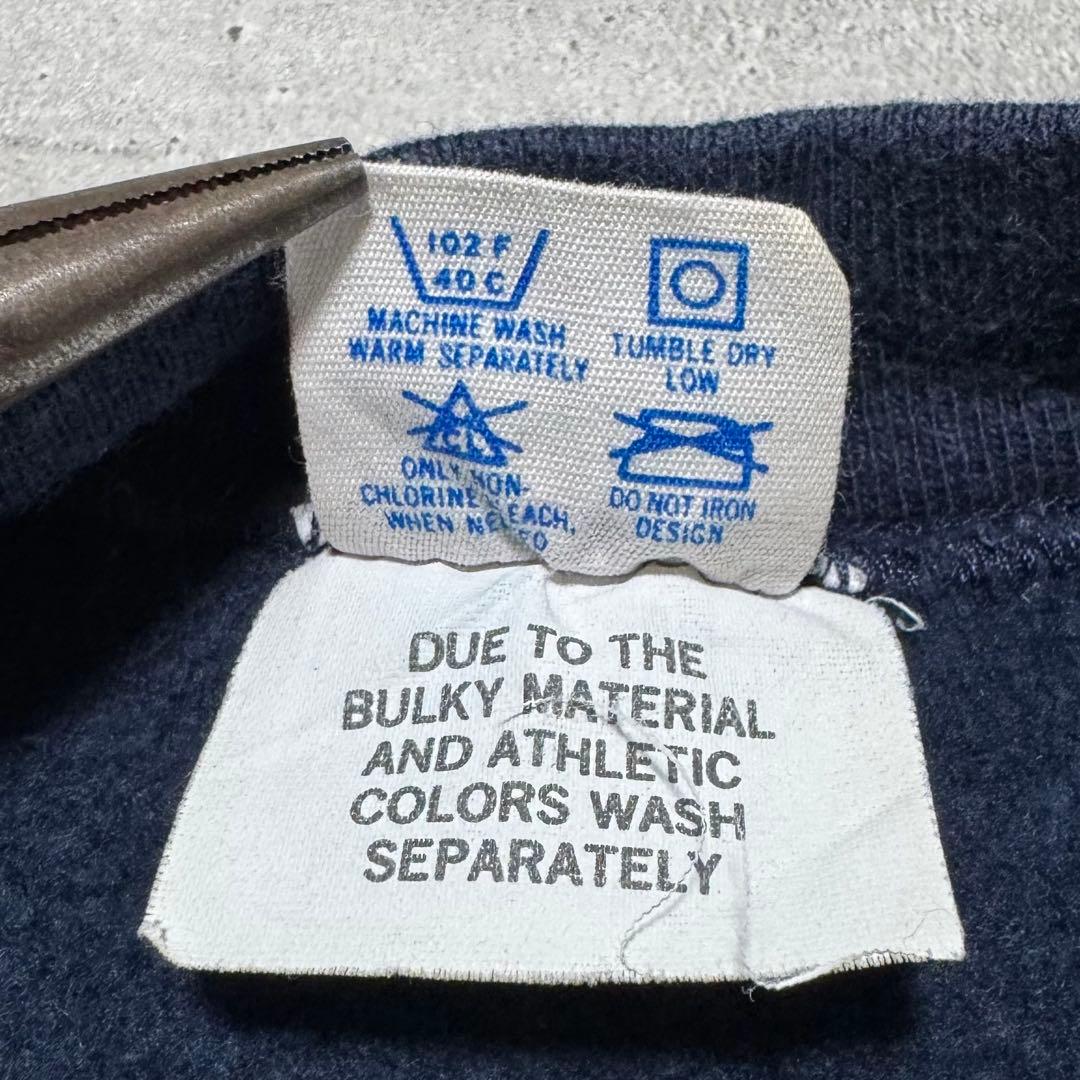 102 F
40 C
MACHINE WASH
WARM SEPARATELY
TUMBLE DRY
LOW
CL
ONLY NON-
CHLORINE BLEACH,
WHEN NEEDED
DO NOT IRON
DESIGN
DUE TO THE
BULKY MATERIAL
AND ATHLETIC
COLORS WASH
SEPARATELY